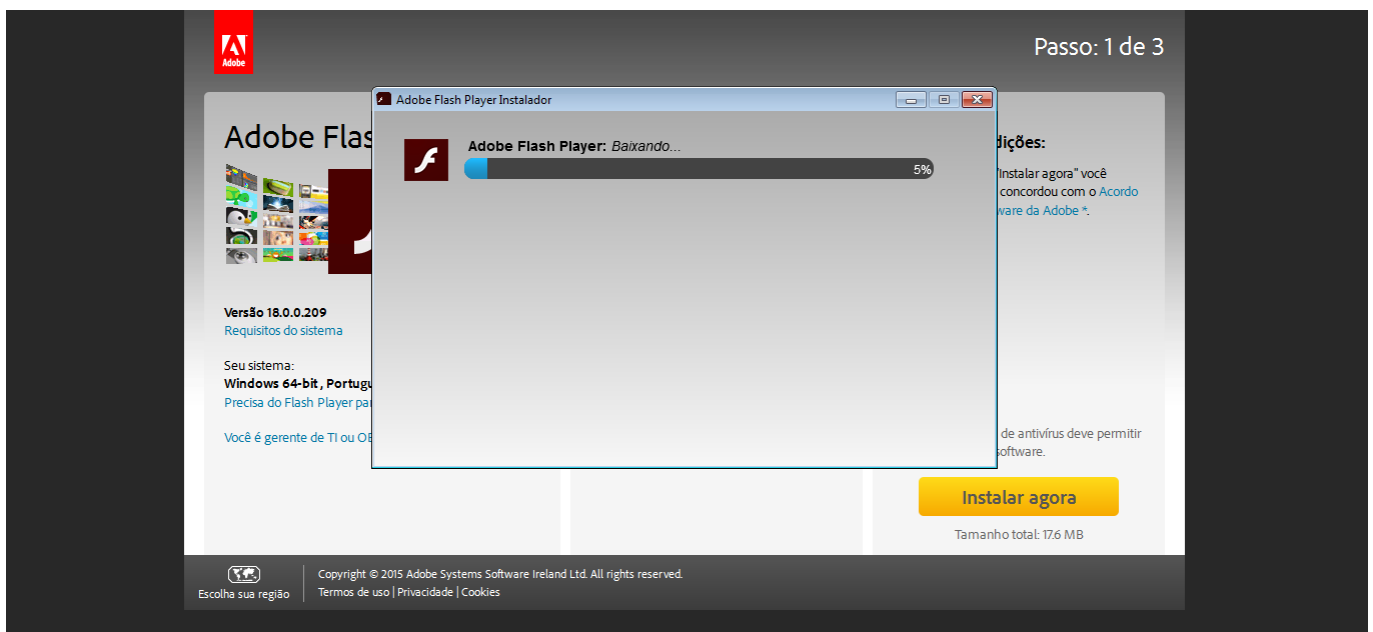 Adobe
Passo: 1 de 3
Adobe Flash Player Instalador
Adobe Flash Player: Baixando...
5%
Adobe Flas
Versão 18.0.0.209
Requisitos do sistema
Seu sistema:
Windows 64-bit, Portugu
Precisa do Flash Player par
Você é gerente de TI ou OE
dições:
"Instalar agora" você
concordou com o Acordo
ware da Adobe *.
de antivírus deve permitir
software.
Instalar agora
Tamanho total: 17.6 MB
Escolha sua região
Copyright © 2015 Adobe Systems Software Ireland Ltd. All rights reserved.
Termos de uso | Privacidade | Cookies